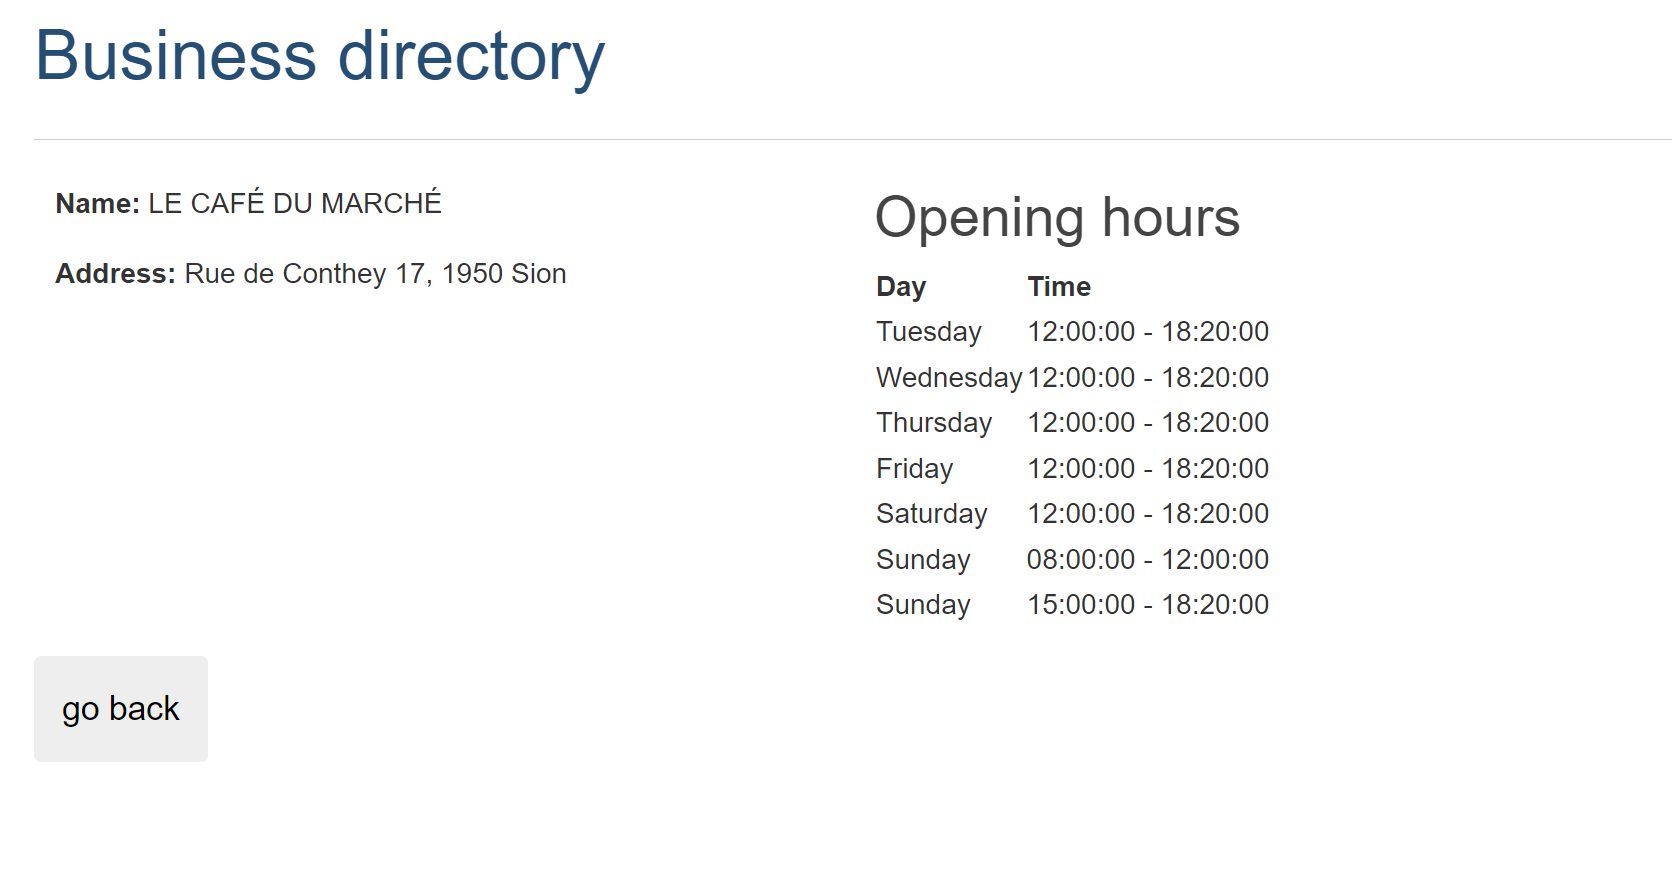 Business directory
Name: LE CAFÉ DU MARCHÉ
Address: Rue de Conthey 17, 1950 Sion
Opening hours
Day Time
Tuesday 12:00:00 - 18:20:00
Wednesday 12:00:00 - 18:20:00
Thursday 12:00:00 - 18:20:00
Friday 12:00:00 - 18:20:00
Saturday 12:00:00 - 18:20:00
Sunday 08:00:00 - 12:00:00
Sunday 15:00:00 - 18:20:00
go back